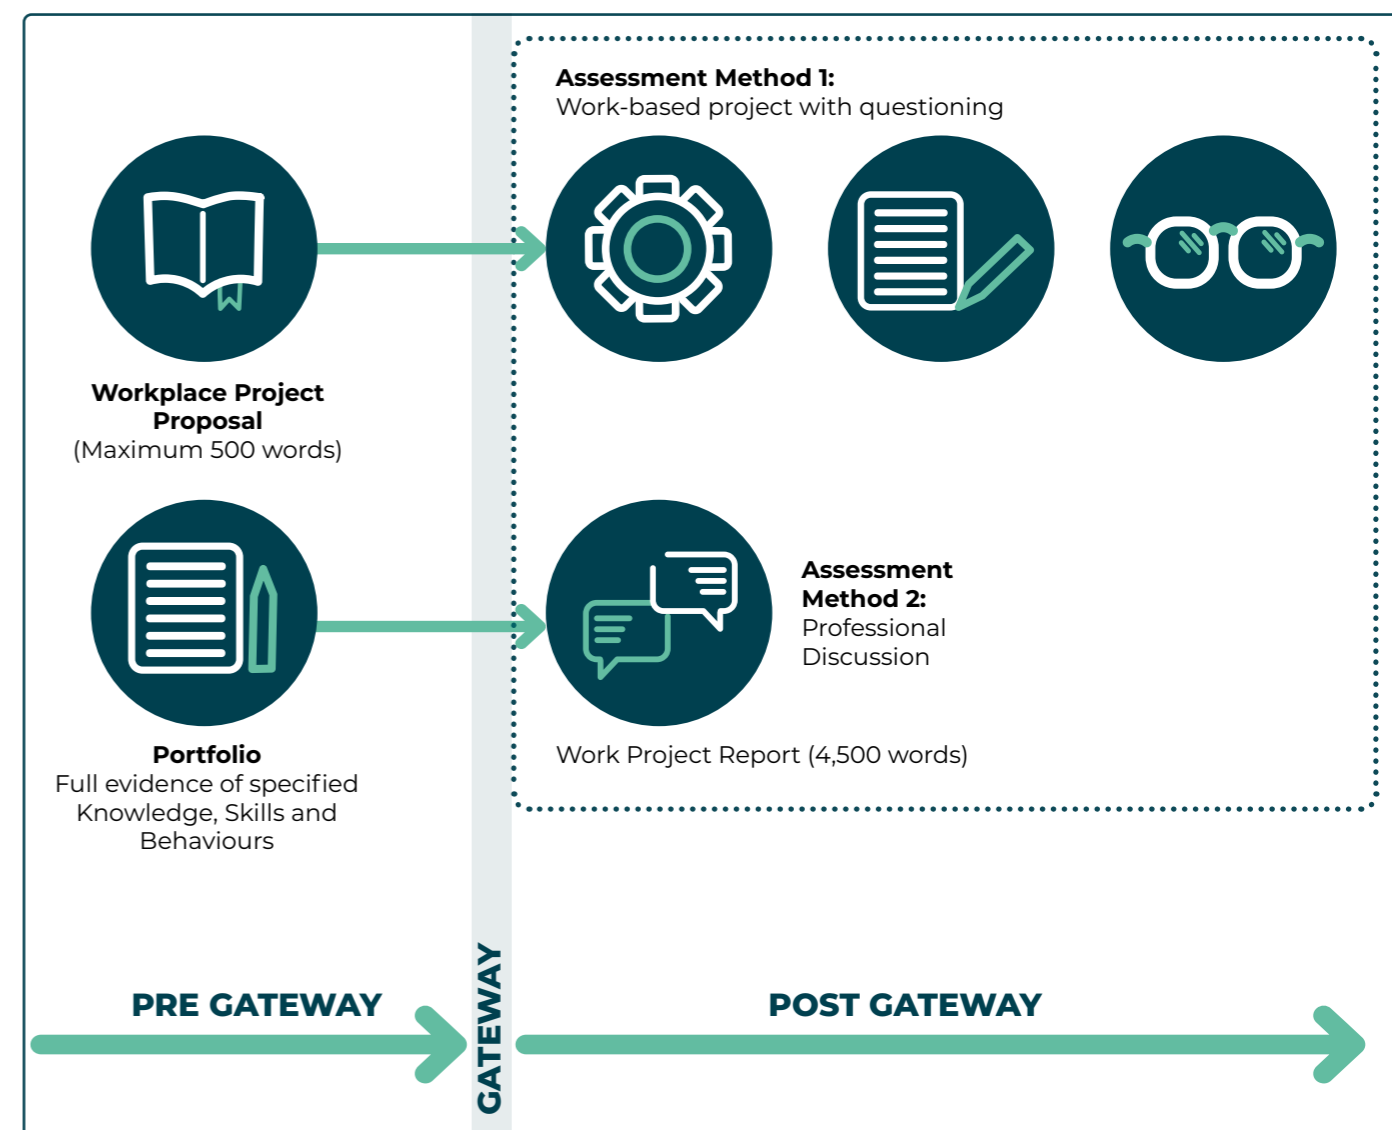 Assessment Method 1:
Work-based project with questioning
Workplace Project
Proposal
(Maximum 500 words)
Assessment
Method 2:
Professional
Discussion
Portfolio
Full evidence of specified
Knowledge, Skills and
Behaviours
Work Project Report (4,500 words)
PRE GATEWAY
GATEWAY
POST GATEWAY